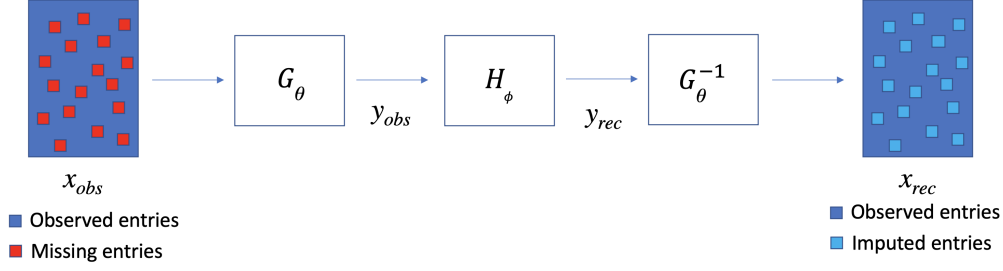 G_θ
H_ϕ
G_θ^{-1}
y_obs
y_rec
x_obs
x_rec
Observed entries
Missing entries
Observed entries
Imputed entries